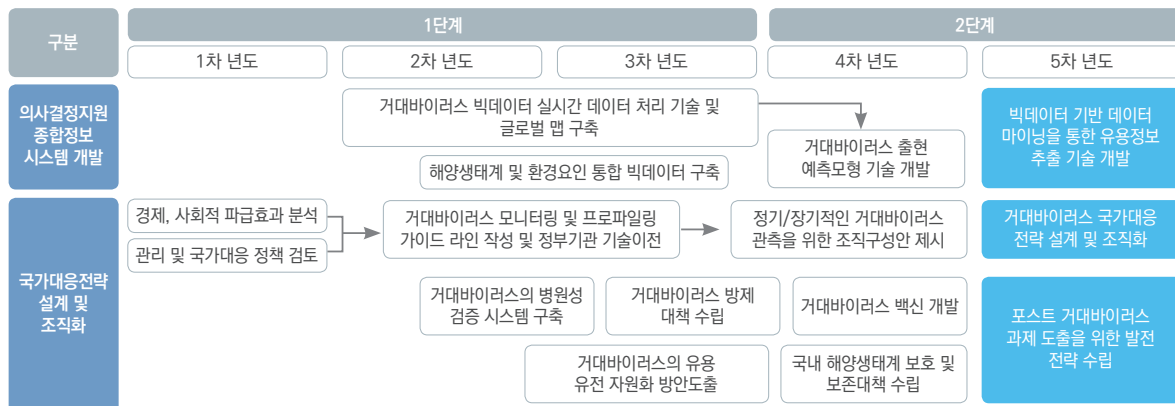 구분
1단계
2단계
1차 년도
2차 년도
3차 년도
4차 년도
5차 년도
의사결정지원
종합정보
시스템 개발
거대바이러스 빅데이터 실시간 데이터 처리 기술 및
글로벌 맵 구축
해양생태계 및 환경요인 통합 빅데이터 구축
거대바이러스 출현
예측모형 기술 개발
빅데이터 기반 데이터
마이닝을 통한 유용정보
추출 기술 개발
국가대응전략
설계 및
조직화
경제, 사회적 파급효과 분석
관리 및 국가대응 정책 검토
거대바이러스 모니터링 및 프로파일링
가이드 라인 작성 및 정부기관 기술이전
정기/장기적인 거대바이러스
관측을 위한 조직구성안 제시
거대바이러스 국가대응
전략 설계 및 조직화
거대바이러스의 병원성
검증 시스템 구축
거대바이러스 방제
대책 수립
거대바이러스 백신 개발
거대바이러스의 유용
유전 자원화 방안도출
국내 해양생태계 보호 및
보존대책 수립
포스트 거대바이러스
과제 도출을 위한 발전
전략 수립